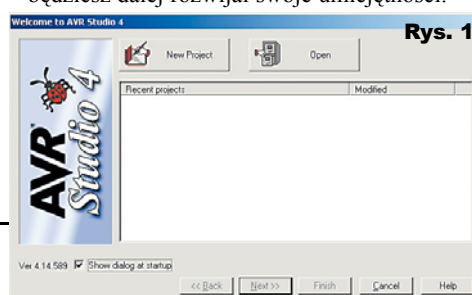 będziesz dalej rozwijał swoje umiejętności.
Welcome to AVR Studio 4
Rys. 1
New Project
Open
Recent projects
Modified
AVR Studio 4
Ver 4.14.589
Show dialog at startup
<< Back
Next >>
Finish
Cancel
Help